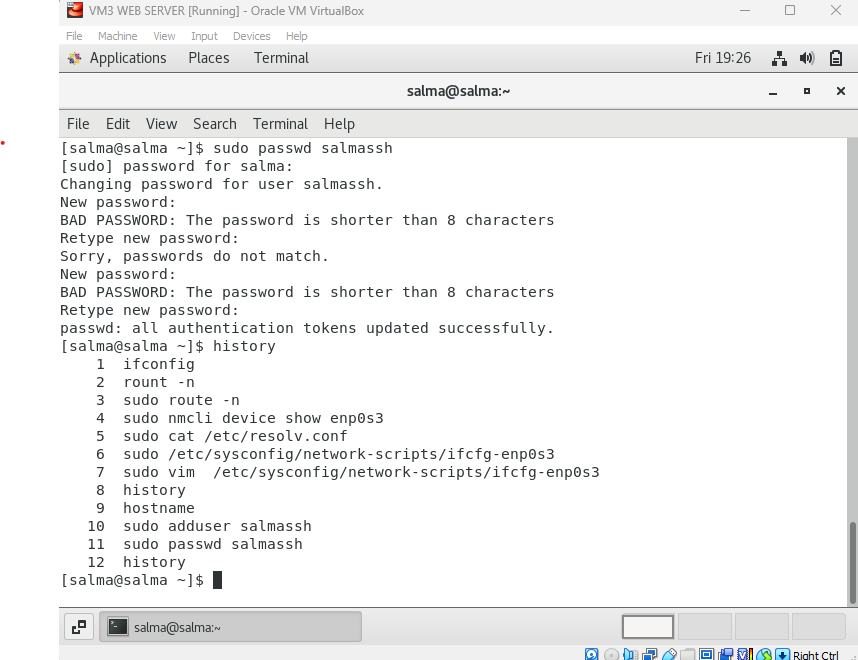 VM3 WEB SERVER [Running] - Oracle VM VirtualBox
File Machine View Input Devices Help
Applications Places Terminal Fri 19:26
salma@salma:~
File Edit View Search Terminal Help
[salma@salma ~]$ sudo passwd salmassh
[sudo] password for salma:
Changing password for user salmassh.
New password:
BAD PASSWORD: The password is shorter than 8 characters
Retype new password:
Sorry, passwords do not match.
New password:
BAD PASSWORD: The password is shorter than 8 characters
Retype new password:
passwd: all authentication tokens updated successfully.
[salma@salma ~]$ history
1 ifconfig
2 rount -n
3 sudo route -n
4 sudo nmcli device show enp0s3
5 sudo cat /etc/resolv.conf
6 sudo /etc/sysconfig/network-scripts/ifcfg-enp0s3
7 sudo vim  /etc/sysconfig/network-scripts/ifcfg-enp0s3
8 history
9 hostname
10 sudo adduser salmassh
11 sudo passwd salmassh
12 history
[salma@salma ~]$
salma@salma:~
Right Ctrl